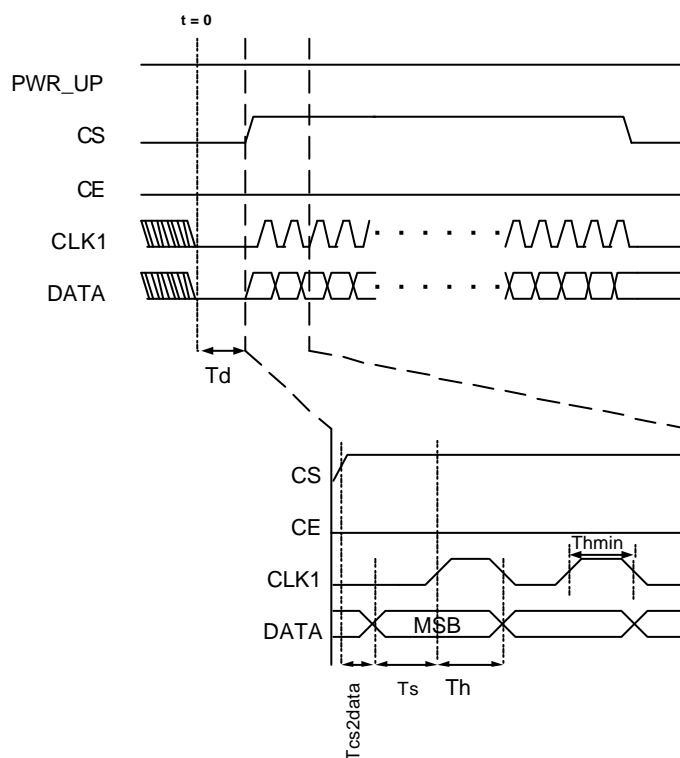 t = 0
PWR_UP
CS
CE
CLK1
DATA
Td
CS
CE
Thmin
CLK1
DATA
MSB
Tcs2data
Ts
Th